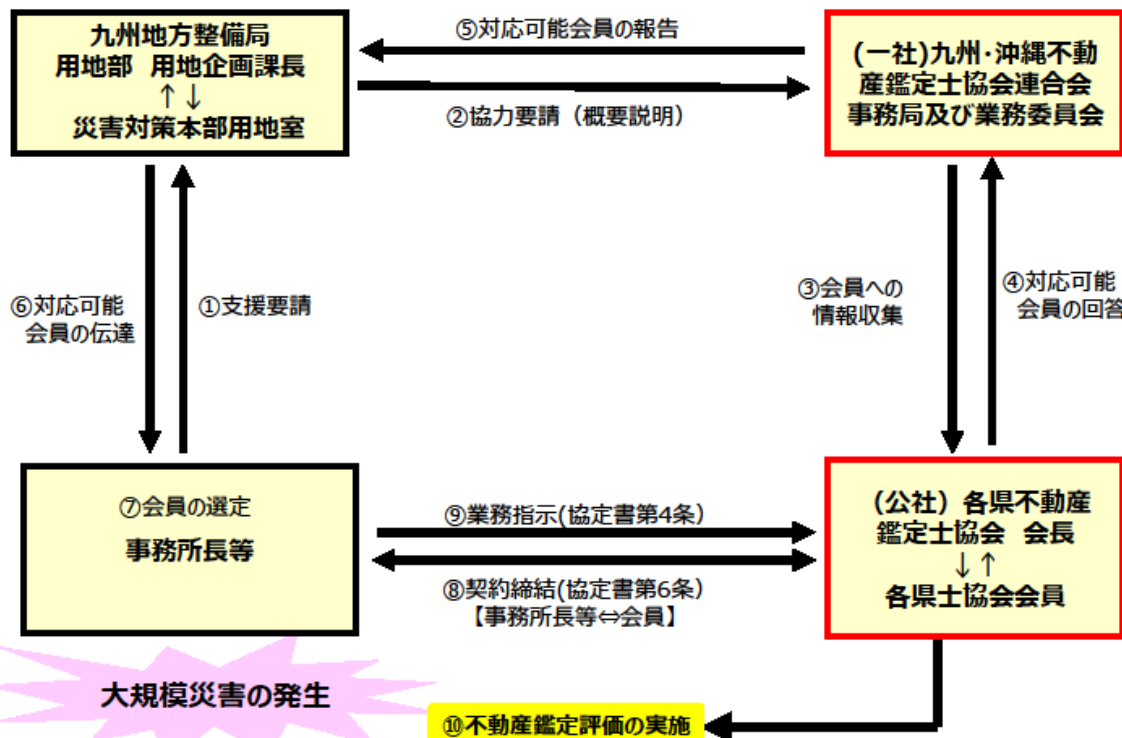 九州地方整備局
用地部 用地企画課長
↑↓
災害対策本部用地室
⑤対応可能会員の報告
②協力要請（概要説明）
(一社)九州・沖縄不動
産鑑定士協会連合会
事務局及び業務委員会
⑥対応可能
会員の伝達
①支援要請
③会員への
情報収集
④対応可能
会員の回答
⑦会員の選定
事務所長等
⑨業務指示(協定書第4条)
⑧契約締結(協定書第6条)
【事務所長等⇔会員】
(公社) 各県不動産
鑑定士協会 会長
↓↑
各県士協会会員
大規模災害の発生
⑩不動産鑑定評価の実施